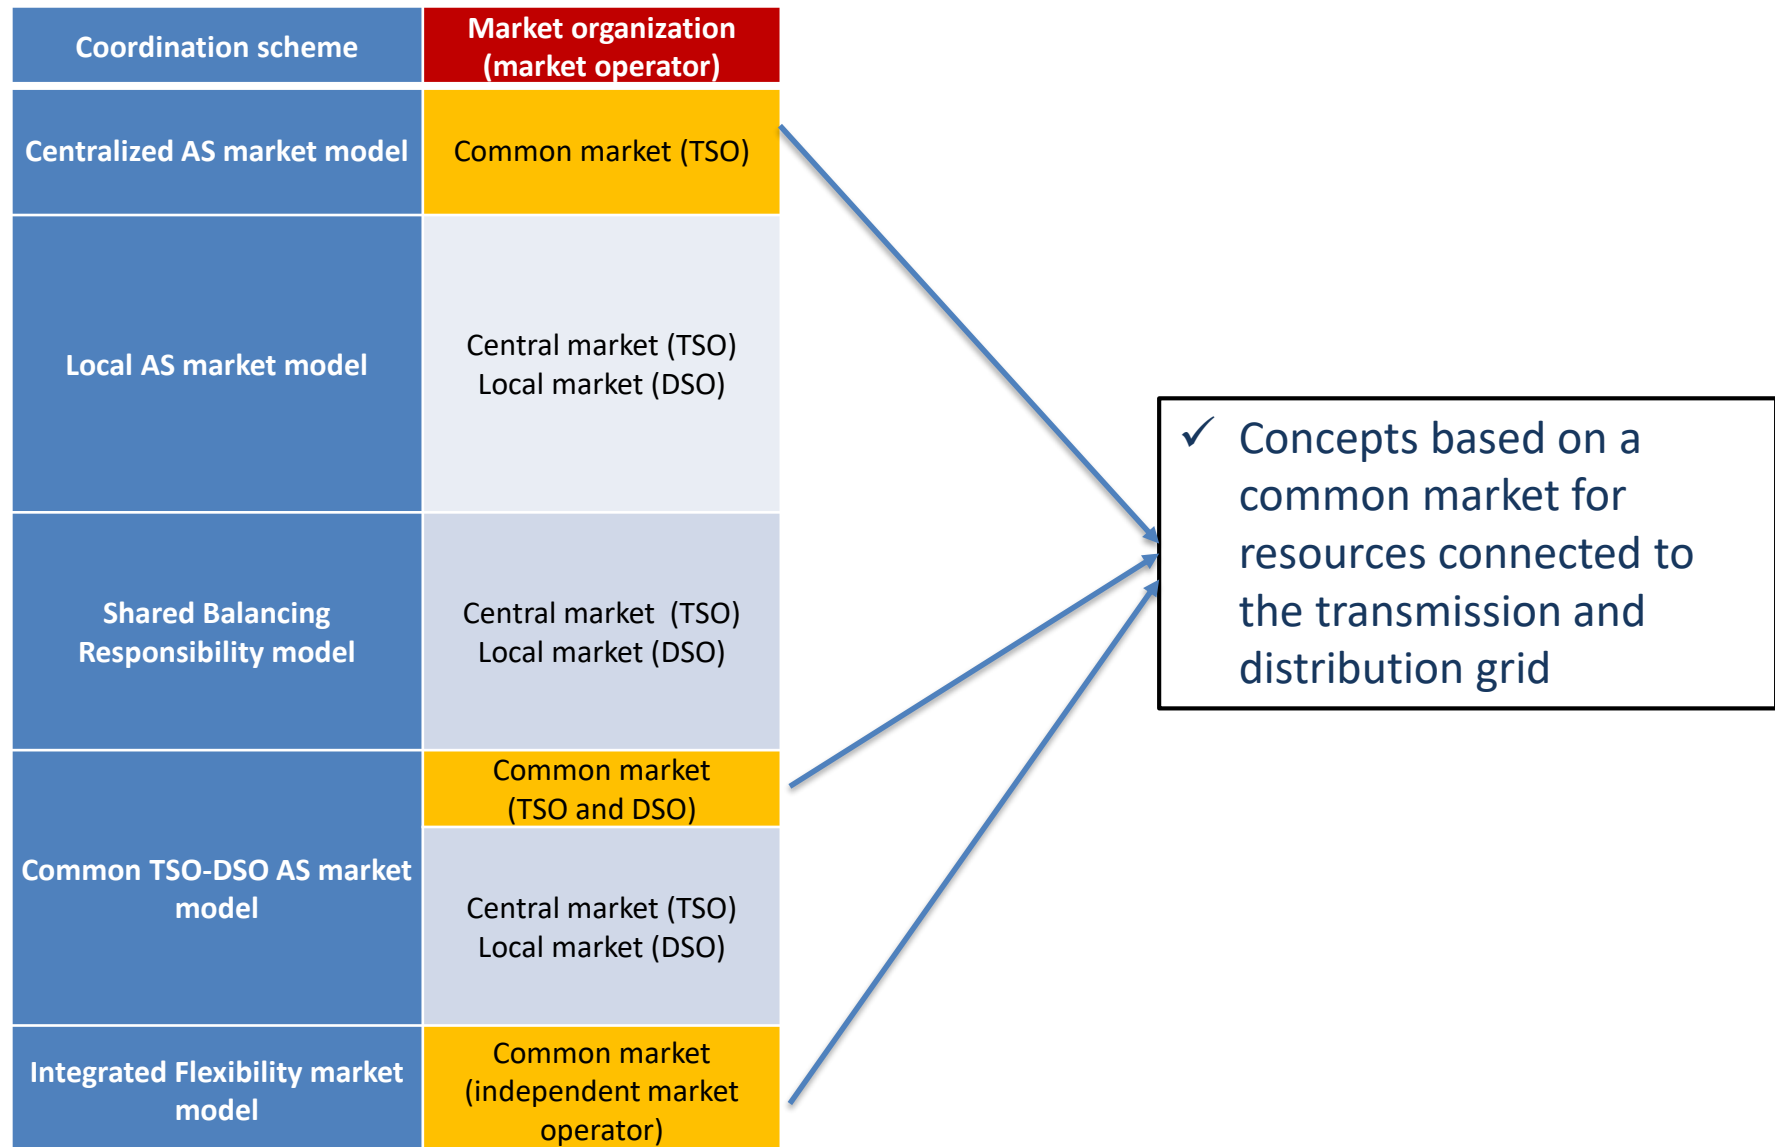 Coordination scheme
Market organization
(market operator)
Centralized AS market model
Common market (TSO)
Local AS market model
Central market (TSO)
Local market (DSO)
Shared Balancing
Responsibility model
Central market (TSO)
Local market (DSO)
Common TSO-DSO AS market
model
Common market
(TSO and DSO)
Central market (TSO)
Local market (DSO)
Integrated Flexibility market
model
Common market
(independent market
operator)
✓ Concepts based on a
common market for
resources connected to
the transmission and
distribution grid